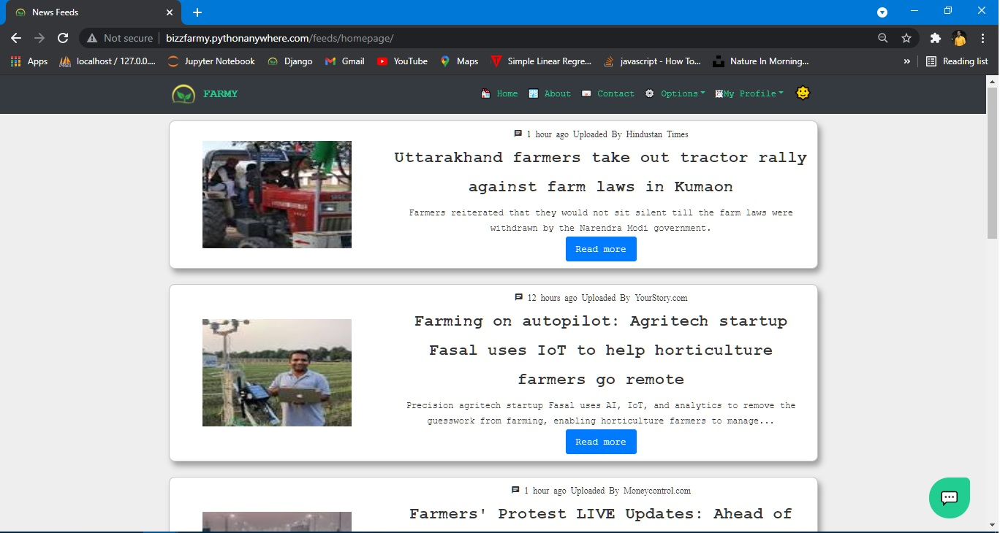 News Feeds
Not secure
bizzfarmy.pythonanywhere.com/feeds/homepage/
Apps
localhost / 127.0.0....
Jupyter Notebook
Django
Gmail
YouTube
Maps
Simple Linear Regre...
javascript - How To...
Nature In Morning...
»
Reading list
FARMY
Home
About
Contact
Options
My Profile
1 hour ago Uploaded By Hindustan Times
Uttarakhand farmers take out tractor rally
against farm laws in Kumaon
Farmers reiterated that they would not sit silent till the farm laws were
withdrawn by the Narendra Modi government.
Read more
12 hours ago Uploaded By YourStory.com
Farming on autopilot: Agritech startup
Fasal uses IoT to help horticulture
farmers go remote
Precision agritech startup Fasal uses AI, IoT, and analytics to remove the
guesswork from farming, enabling horticulture farmers to manage...
Read more
1 hour ago Uploaded By Moneycontrol.com
Farmers' Protest LIVE Updates: Ahead of